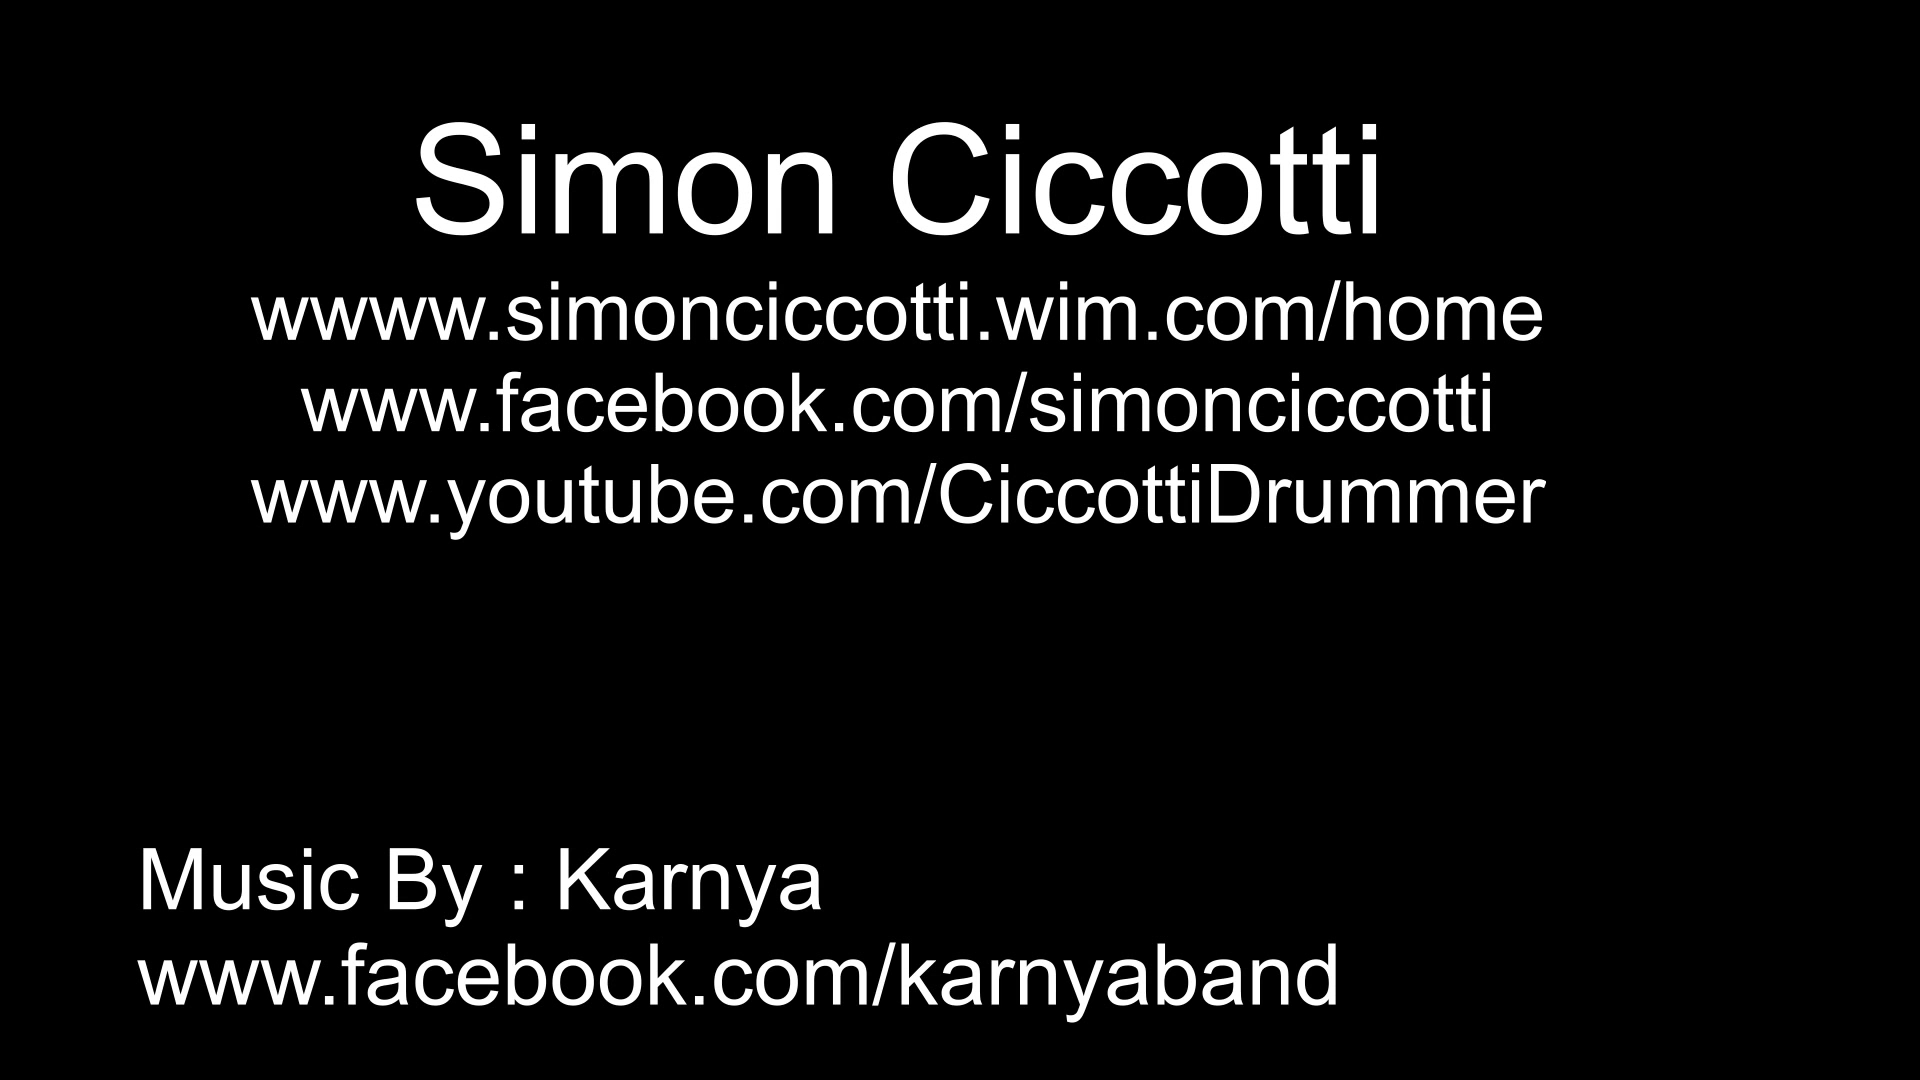 Simon Ciccotti
wwww.simonciccotti.wim.com/home
www.facebook.com/simonciccotti
www.youtube.com/CiccottiDrummer
Music By : Karnya
www.facebook.com/karnyaband